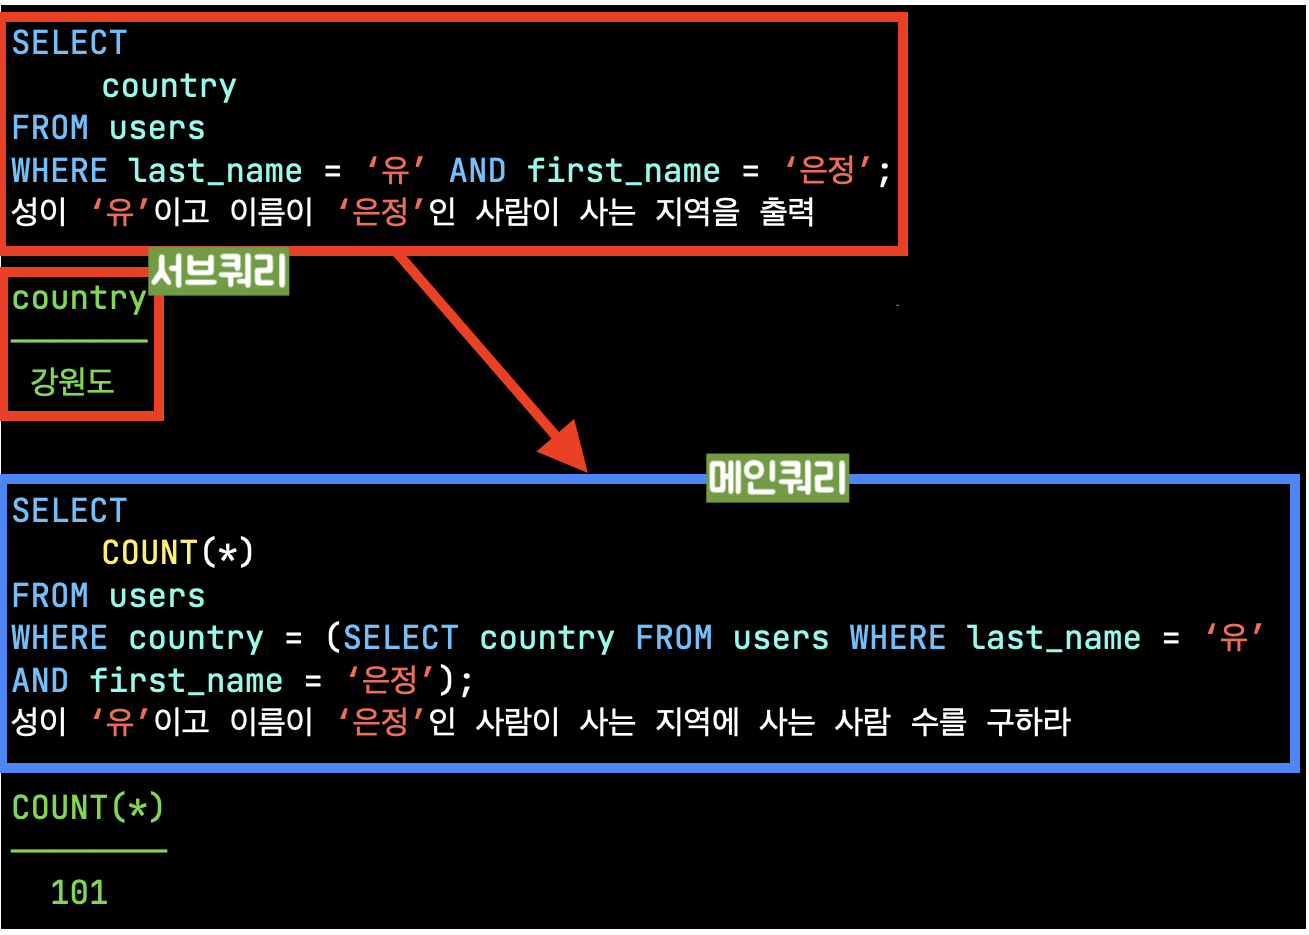 SELECT
country
FROM users
WHERE last_name = ‘유’ AND first_name = ‘은정’;
성이 ‘유’이고 이름이 ‘은정’인 사람이 사는 지역을 출력
서브쿼리
country
강원도
메인쿼리
SELECT
COUNT(*)
FROM users
WHERE country = (SELECT country FROM users WHERE last_name = ‘유’
AND first_name = ‘은정’);
성이 ‘유’이고 이름이 ‘은정’인 사람이 사는 지역에 사는 사람 수를 구하라
COUNT(*)
101